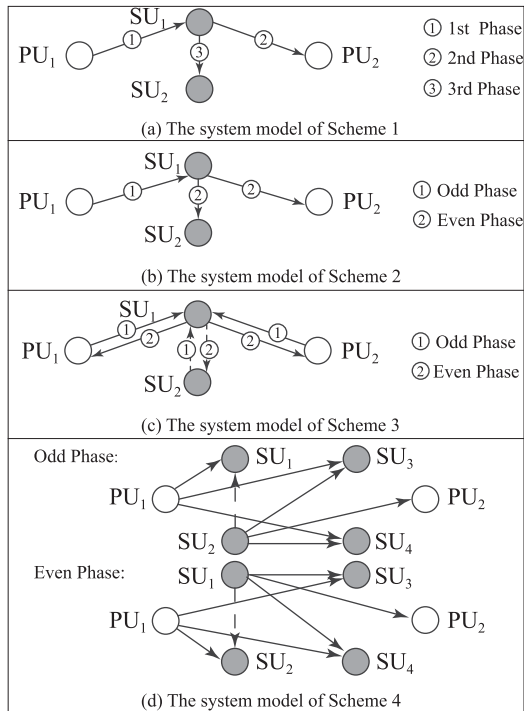 SU₁
PU₁ ① ② PU₂
③
SU₂
① 1st Phase
② 2nd Phase
③ 3rd Phase
(a) The system model of Scheme 1
SU₁
PU₁ ① ② PU₂
②
SU₂
① Odd Phase
② Even Phase
(b) The system model of Scheme 2
SU₁
PU₁ ① ② ② ① PU₂
① ②
SU₂
① Odd Phase
② Even Phase
(c) The system model of Scheme 3
Odd Phase:
SU₁ SU₃
PU₁ PU₂
SU₂ SU₄
Even Phase:
SU₁ SU₃
PU₁ PU₂
SU₂ SU₄
(d) The system model of Scheme 4